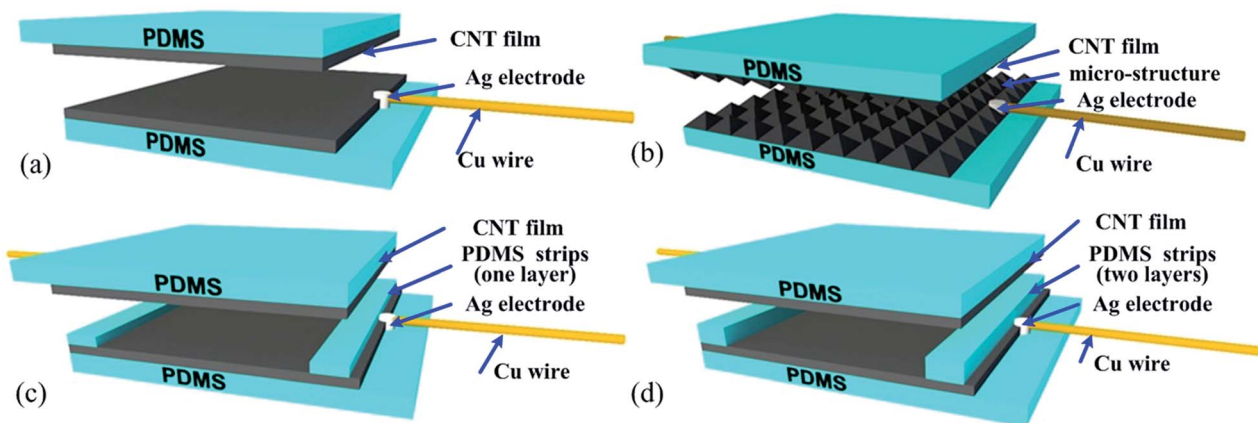 PDMS
CNT film
Ag electrode
PDMS
Cu wire
(a)
PDMS
CNT film
micro-structure
Ag electrode
PDMS
Cu wire
(b)
PDMS
CNT film
PDMS strips
(one layer)
Ag electrode
PDMS
Cu wire
(c)
PDMS
CNT film
PDMS strips
(two layers)
Ag electrode
PDMS
Cu wire
(d)